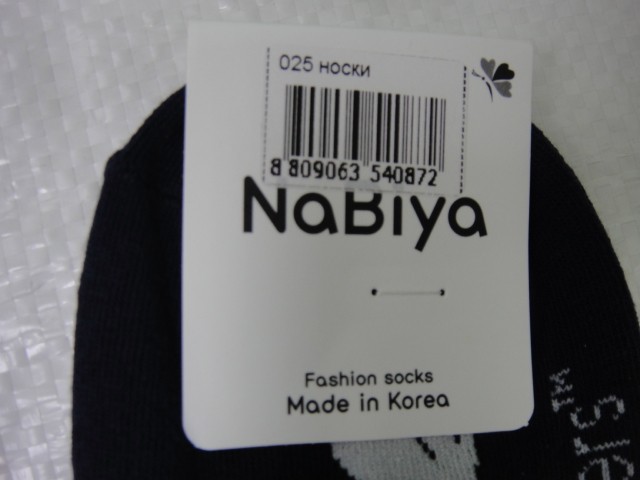 025 носки
8 809063 540872
NaBiya
Fashion socks
Made in Korea